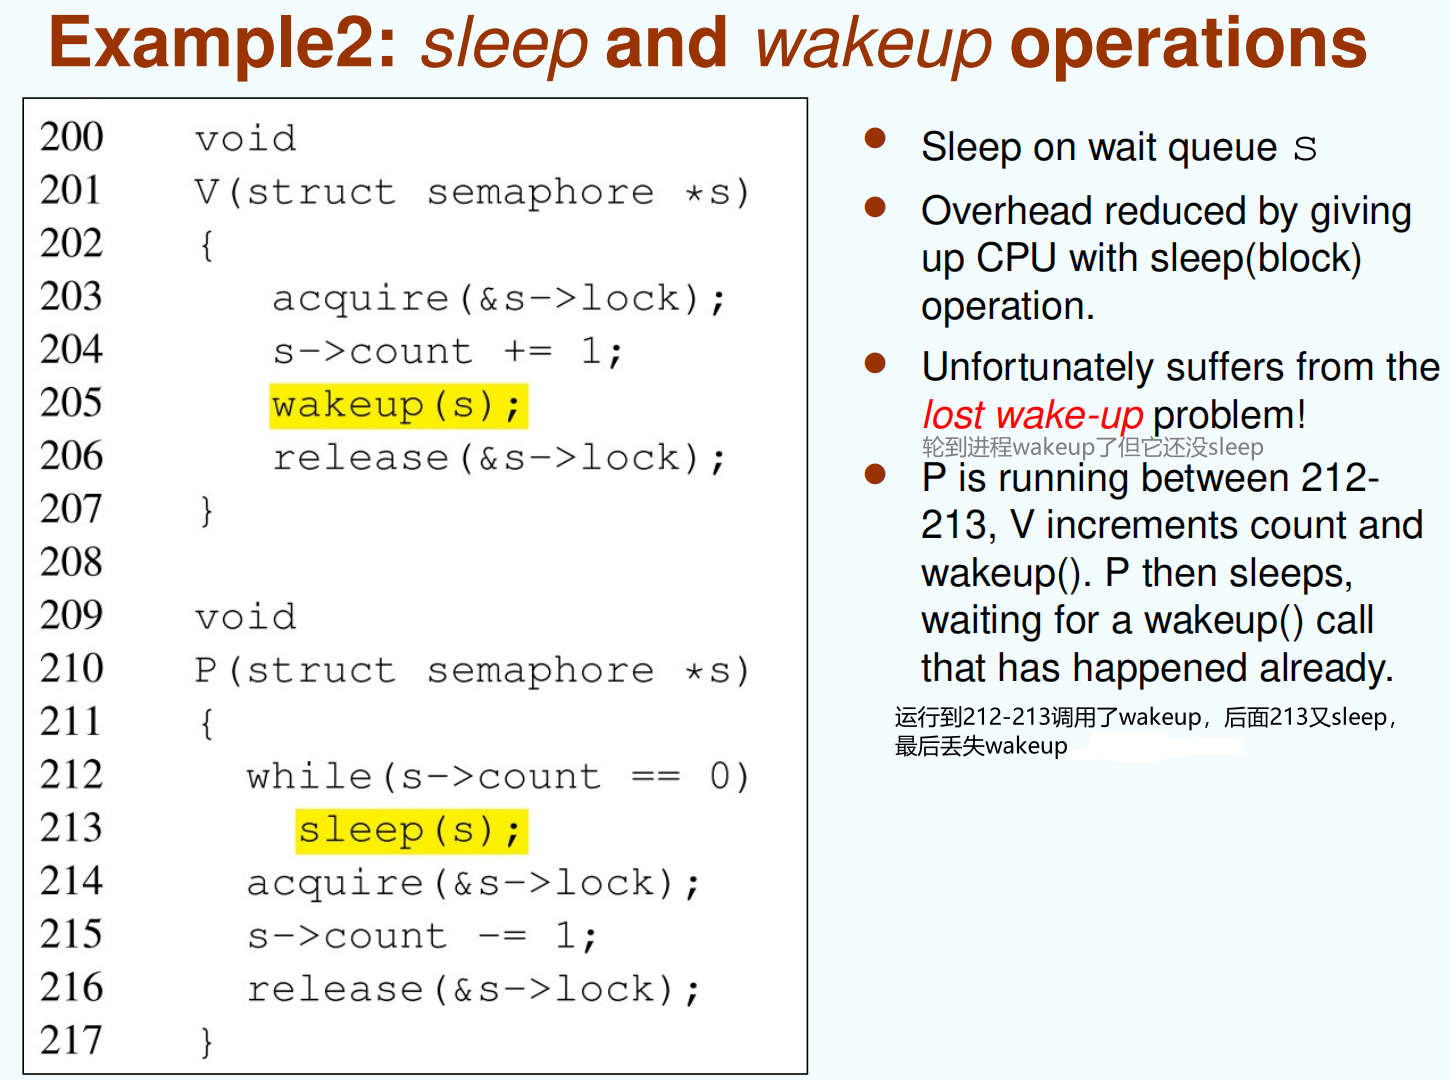 Example2: sleep and wakeup operations
200 void
201 V(struct semaphore *s)
202 {
203 acquire(&s->lock);
204 s->count += 1;
205 wakeup(s);
206 release(&s->lock);
207 }
208
209 void
210 P(struct semaphore *s)
211 {
212 while(s->count == 0)
213 sleep(s);
214 acquire(&s->lock);
215 s->count -= 1;
216 release(&s->lock);
217 }
● Sleep on wait queue s
● Overhead reduced by giving
up CPU with sleep(block)
operation.
● Unfortunately suffers from the
lost wake-up problem!
轮到进程wakeup了但它还没sleep
● P is running between 212-
213, V increments count and
wakeup(). P then sleeps,
waiting for a wakeup() call
that has happened already.
运行到212-213调用了wakeup，后面213又sleep，
最后丢失wakeup